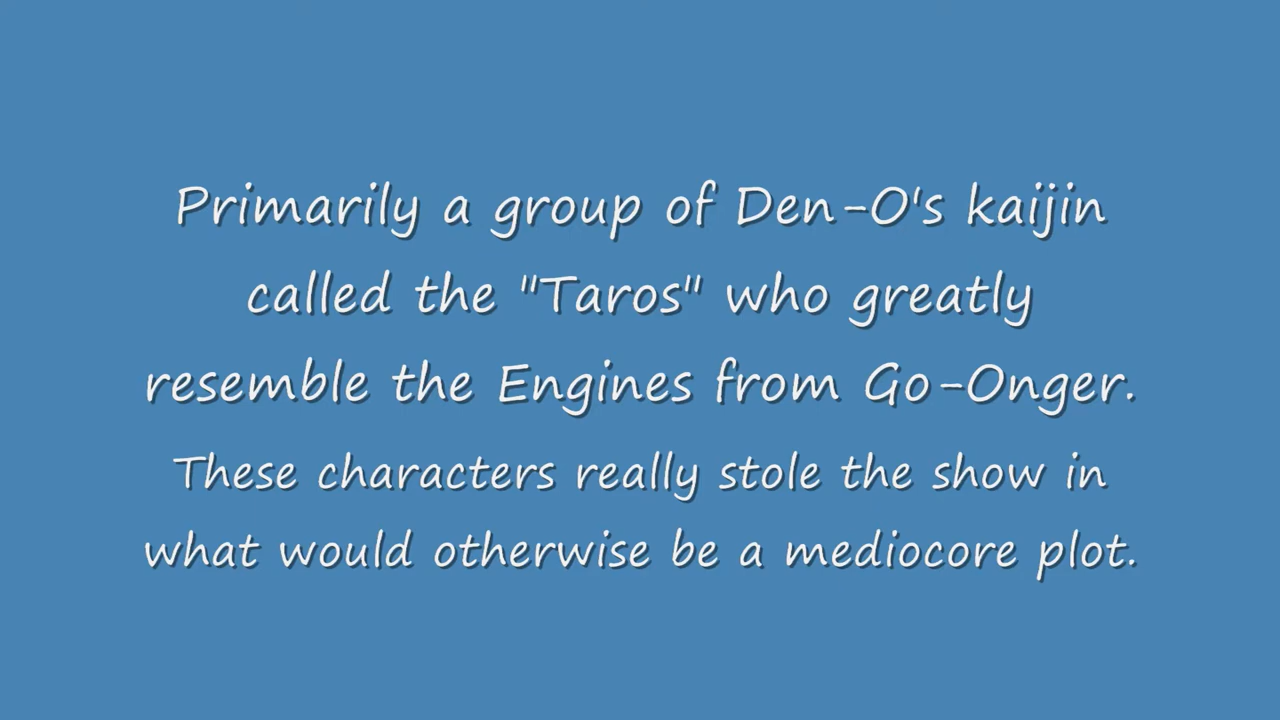 Primarily a group of Den-O's kaijin
called the "Taros" who greatly
resemble the Engines from Go-Onger.
These characters really stole the show in
what would otherwise be a mediocore plot.